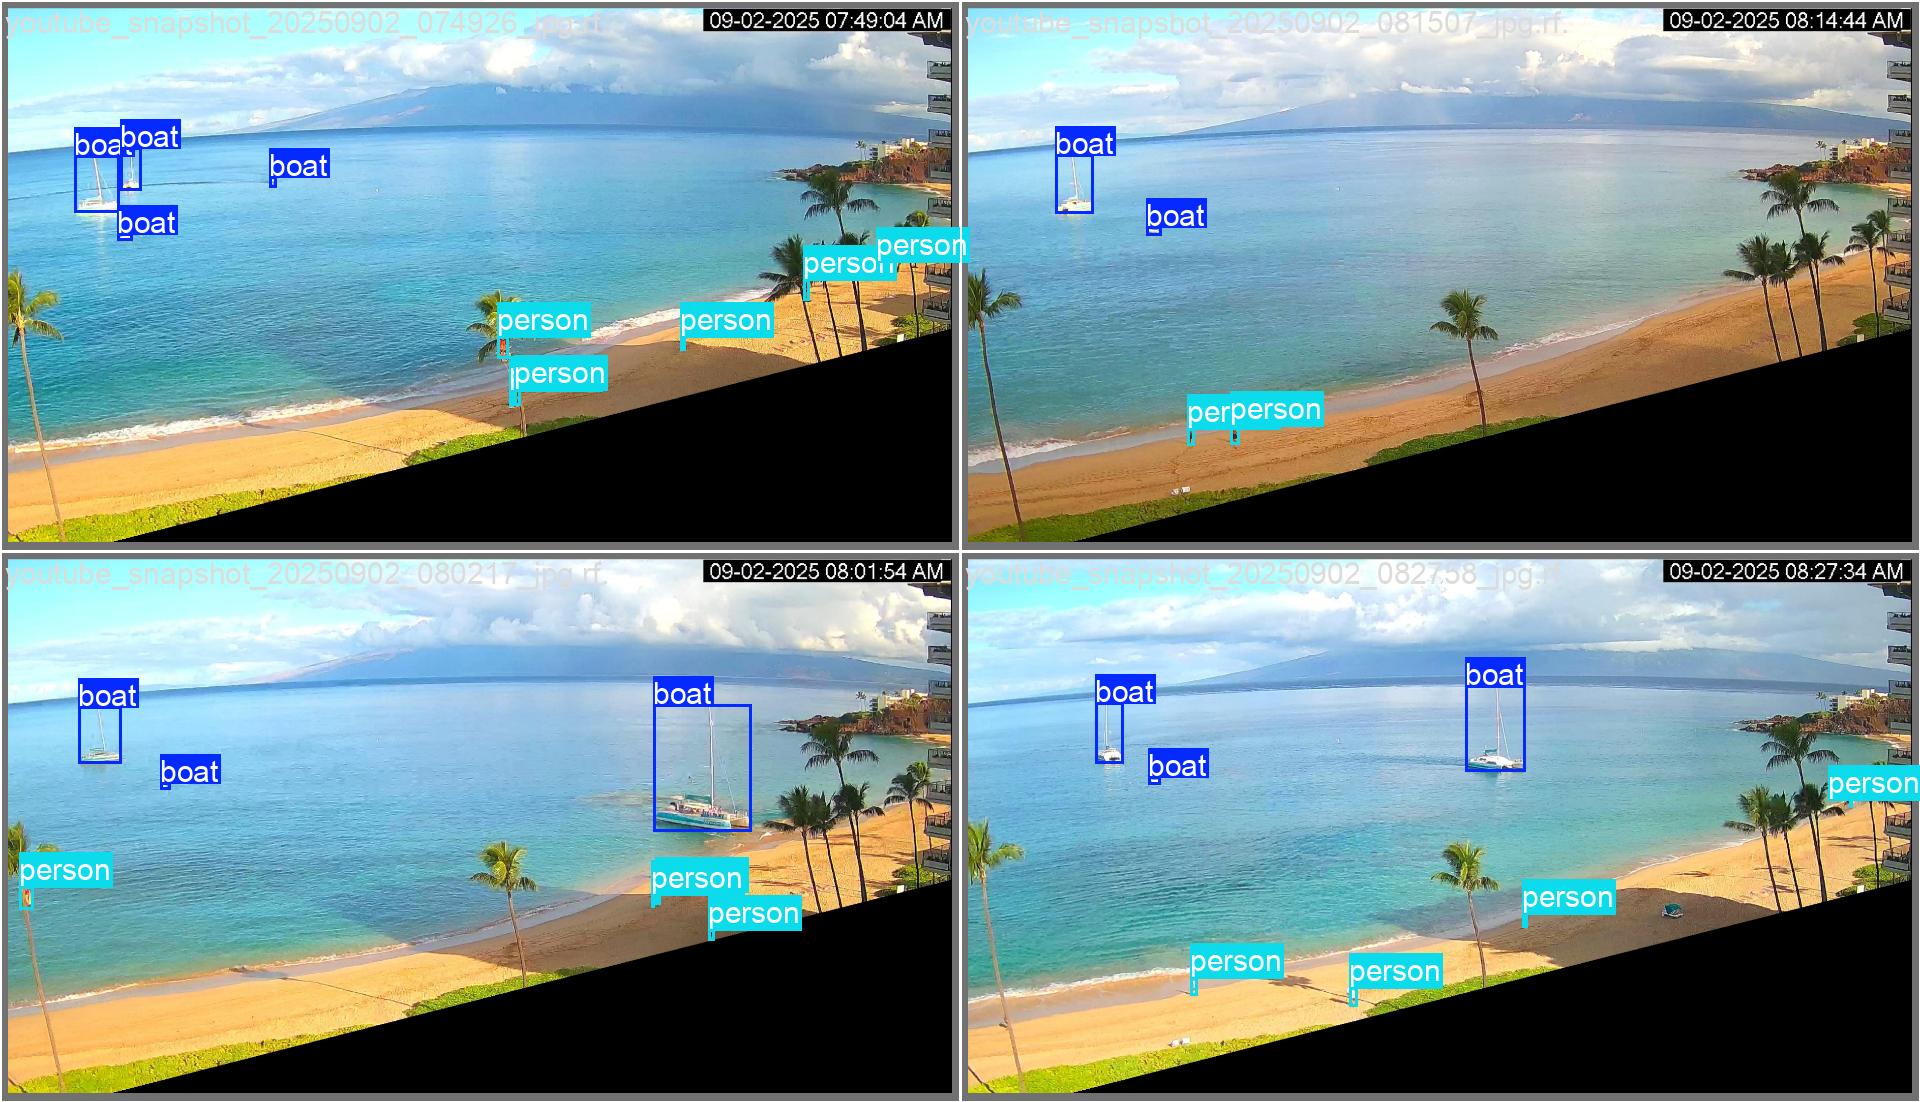 youtube_snapshot_20250902_074926_jpg.rf.
09-02-2025 07:49:04 AM
boat
boat
boat
boat
person
person
person
person
person
youtube_snapshot_20250902_081507_jpg.rf.
09-02-2025 08:14:44 AM
boat
boat
per
person
youtube_snapshot_20250902_080217_jpg.rf.
09-02-2025 08:01:54 AM
boat
boat
boat
person
person
person
youtube_snapshot_20250902_082758_jpg.rf.
09-02-2025 08:27:34 AM
boat
boat
boat
person
person
person
person